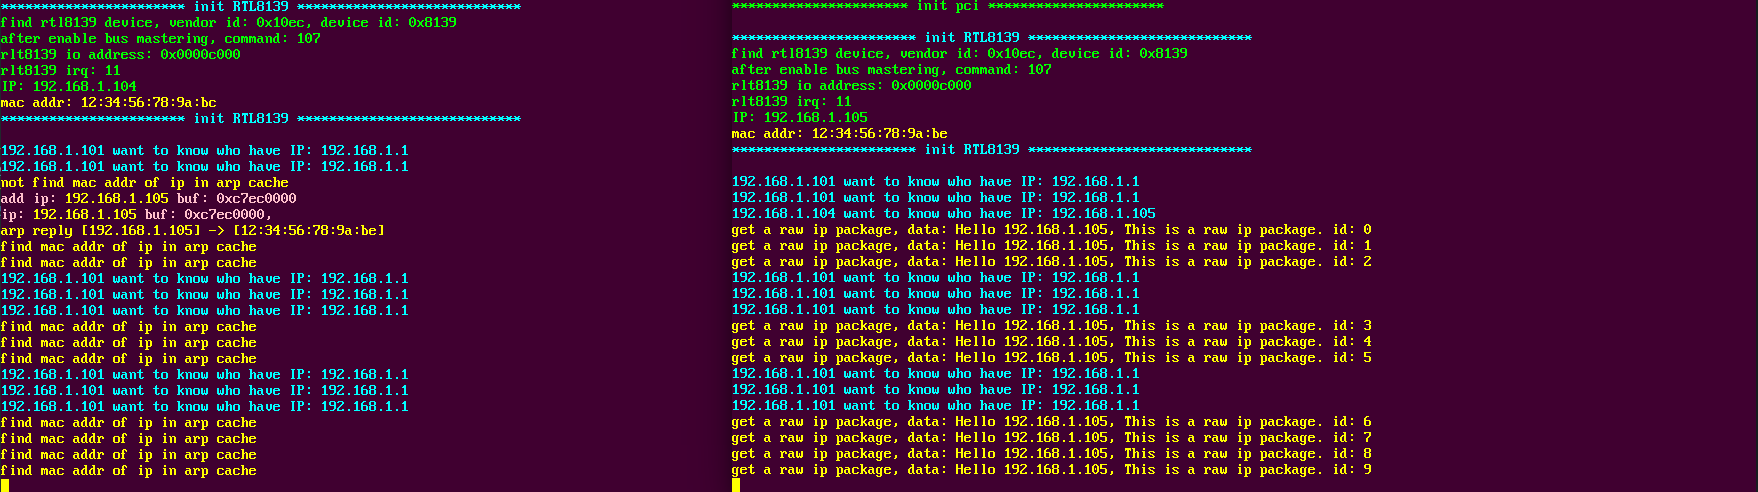 *********************** init RTL8139 ****************************
find rtl8139 device, vendor id: 0x10ec, device id: 0x8139
after enable bus mastering, command: 107
rlt8139 io address: 0x0000c000
rlt8139 irq: 11
IP: 192.168.1.104
mac addr: 12:34:56:78:9a:bc
*********************** init RTL8139 ****************************
192.168.1.101 want to know who have IP: 192.168.1.1
192.168.1.101 want to know who have IP: 192.168.1.1
not find mac addr of ip in arp cache
add ip: 192.168.1.105 buf: 0xc7ec0000
ip: 192.168.1.105 buf: 0xc7ec0000,
arp reply [192.168.1.105] -> [12:34:56:78:9a:be]
find mac addr of ip in arp cache
find mac addr of ip in arp cache
192.168.1.101 want to know who have IP: 192.168.1.1
192.168.1.101 want to know who have IP: 192.168.1.1
192.168.1.101 want to know who have IP: 192.168.1.1
find mac addr of ip in arp cache
find mac addr of ip in arp cache
find mac addr of ip in arp cache
192.168.1.101 want to know who have IP: 192.168.1.1
192.168.1.101 want to know who have IP: 192.168.1.1
192.168.1.101 want to know who have IP: 192.168.1.1
find mac addr of ip in arp cache
find mac addr of ip in arp cache
find mac addr of ip in arp cache
find mac addr of ip in arp cache
********************** init pci **********************
*********************** init RTL8139 ****************************
find rtl8139 device, vendor id: 0x10ec, device id: 0x8139
after enable bus mastering, command: 107
rlt8139 io address: 0x0000c000
rlt8139 irq: 11
IP: 192.168.1.105
mac addr: 12:34:56:78:9a:be
*********************** init RTL8139 ****************************
192.168.1.101 want to know who have IP: 192.168.1.1
192.168.1.101 want to know who have IP: 192.168.1.1
192.168.1.104 want to know who have IP: 192.168.1.105
get a raw ip package, data: Hello 192.168.1.105, This is a raw ip package. id: 0
get a raw ip package, data: Hello 192.168.1.105, This is a raw ip package. id: 1
get a raw ip package, data: Hello 192.168.1.105, This is a raw ip package. id: 2
192.168.1.101 want to know who have IP: 192.168.1.1
192.168.1.101 want to know who have IP: 192.168.1.1
192.168.1.101 want to know who have IP: 192.168.1.1
get a raw ip package, data: Hello 192.168.1.105, This is a raw ip package. id: 3
get a raw ip package, data: Hello 192.168.1.105, This is a raw ip package. id: 4
get a raw ip package, data: Hello 192.168.1.105, This is a raw ip package. id: 5
192.168.1.101 want to know who have IP: 192.168.1.1
192.168.1.101 want to know who have IP: 192.168.1.1
192.168.1.101 want to know who have IP: 192.168.1.1
get a raw ip package, data: Hello 192.168.1.105, This is a raw ip package. id: 6
get a raw ip package, data: Hello 192.168.1.105, This is a raw ip package. id: 7
get a raw ip package, data: Hello 192.168.1.105, This is a raw ip package. id: 8
get a raw ip package, data: Hello 192.168.1.105, This is a raw ip package. id: 9